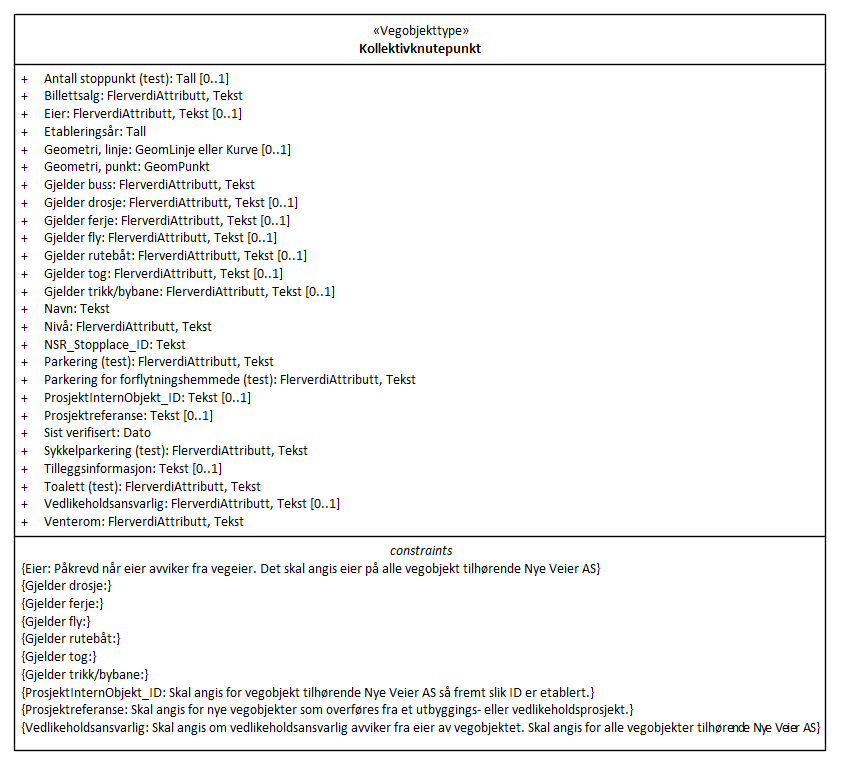 «Vegobjekttype»
Kollektivknutepunkt
+ Antall stoppunkt (test): Tall [0..1]
+ Billettsalg: FlerverdiAttributt, Tekst
+ Eier: FlerverdiAttributt, Tekst [0..1]
+ Etableringsår: Tall
+ Geometri, linje: GeomLinje eller Kurve [0..1]
+ Geometri, punkt: GeomPunkt
+ Gjelder buss: FlerverdiAttributt, Tekst
+ Gjelder drosje: FlerverdiAttributt, Tekst [0..1]
+ Gjelder ferje: FlerverdiAttributt, Tekst [0..1]
+ Gjelder fly: FlerverdiAttributt, Tekst [0..1]
+ Gjelder rutebåt: FlerverdiAttributt, Tekst [0..1]
+ Gjelder tog: FlerverdiAttributt, Tekst [0..1]
+ Gjelder trikk/bybane: FlerverdiAttributt, Tekst [0..1]
+ Navn: Tekst
+ Nivå: FlerverdiAttributt, Tekst
+ NSR_Stopplace_ID: Tekst
+ Parkering (test): FlerverdiAttributt, Tekst
+ Parkering for forflytningshemmede (test): FlerverdiAttributt, Tekst
+ ProsjektInternObjekt_ID: Tekst [0..1]
+ Prosjektreferanse: Tekst [0..1]
+ Sist verifisert: Dato
+ Sykkelparkering (test): FlerverdiAttributt, Tekst
+ Tilleggsinformasjon: Tekst [0..1]
+ Toalett (test): FlerverdiAttributt, Tekst
+ Vedlikeholdsansvarlig: FlerverdiAttributt, Tekst [0..1]
+ Venterom: FlerverdiAttributt, Tekst
constraints
{Eier: Påkrevd når eier avviker fra vegeier. Det skal angis eier på alle vegobjekt tilhørende Nye Veier AS}
{Gjelder drosje:}
{Gjelder ferje:}
{Gjelder fly:}
{Gjelder rutebåt:}
{Gjelder tog:}
{Gjelder trikk/bybane:}
{ProsjektInternObjekt_ID: Skal angis for vegobjekt tilhørende Nye Veier AS så fremt slik ID er etablert.}
{Prosjektreferanse: Skal angis for nye vegobjekter som overføres fra et utbyggings- eller vedlikeholdsprosjekt.}
{Vedlikeholdsansvarlig: Skal angis om vedlikeholdsansvarlig avviker fra eier av vegobjektet. Skal angis for alle vegobjekter tilhørende Nye Veier AS}